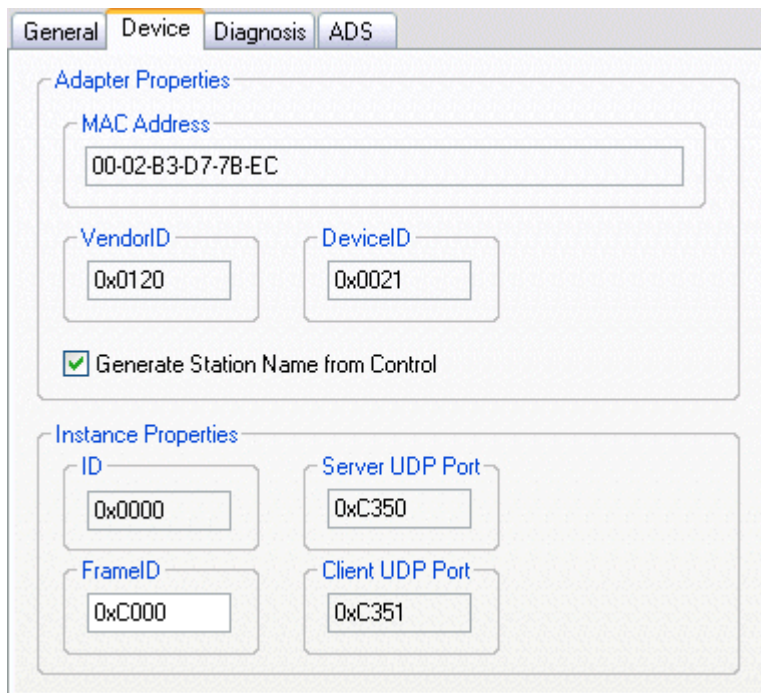 General Device Diagnosis ADS
Adapter Properties
MAC Address
00-02-B3-D7-7B-EC
VendorID DeviceID
0x0120 0x0021
Generate Station Name from Control
Instance Properties
ID Server UDP Port
0x0000 0xC350
FrameID Client UDP Port
0xC000 0xC351